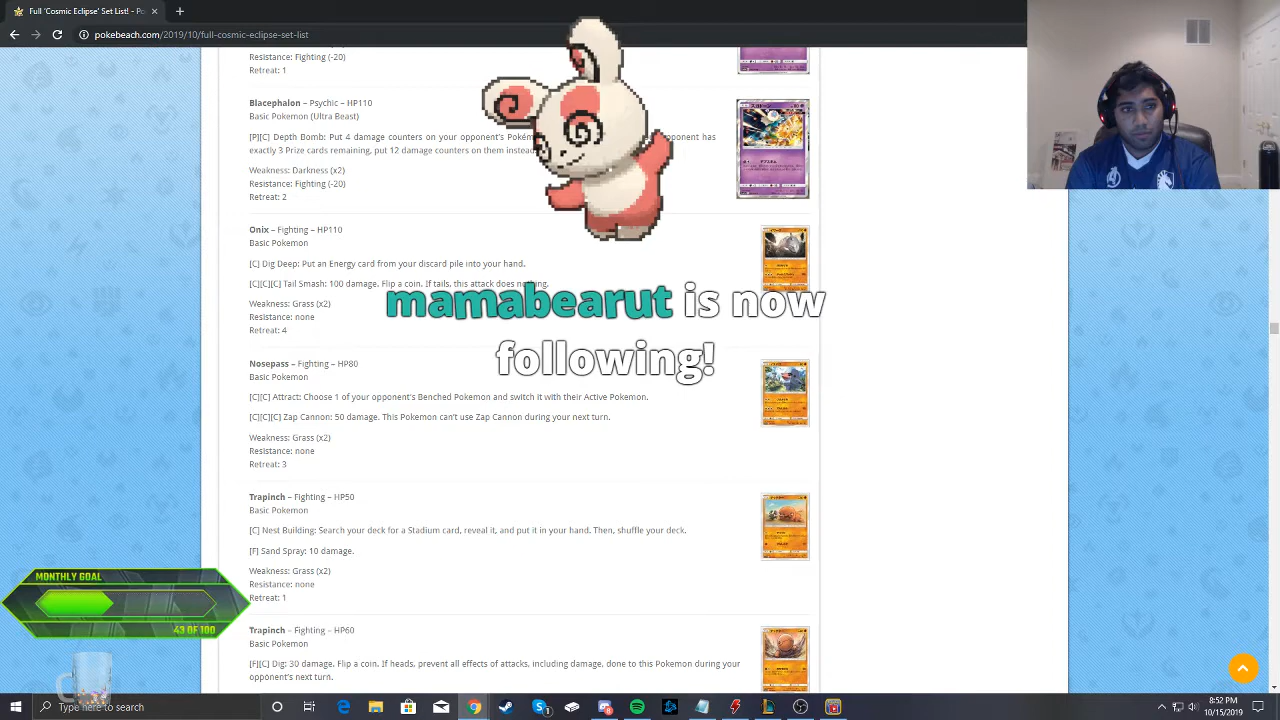 Full 'Cosmic Eclipse' Set List - Po
pokebeach.com/2019/10/full-cosmic-eclipse-set-list
Resistance: Fighting (-20)
Retreat: 1
Blacephalon – Psychic – HP110
Basic Pokemon
[P][C] Depth Bomb: Put 4 damage counters on your opponent's has
exactly 3 Prize cards remaining, put 12 damage counters on them instead
Weakness:
Resistance: Fighting (-20)
Retreat: 2
Onix – Fighting – HP110
Basic Pokemon
[C] Dig Deep: Put an Energy card from your discard pile into your hand.
Tail Smash: Flip a coin. If tails, this attack does nothing.
mamabearut is now
following!
Weakness: Grass (x2)
Resistance: none
Retreat: 4
Nosepass – Fighting – HP80
Basic Pokemon
Attract: Choose 1 of your opponent's Benched Pokemon and switch it with their Active Pokemon.
[C][C][C] Zap Cannon: 50 damage. This Pokemon can't use Zap Cannon during your next turn.
Weakness: Grass (x2)
Resistance: none
Retreat: 3
Trapinch – Fighting – HP50
Basic Pokemon
[C] Nest Building: Search your deck for a Stadium card, reveal it, and put it in your hand. Then, shuffle your deck.
[F] Sand Spray: 10 damage.
Weakness: Grass (x2)
Resistance: none
Retreat: 1
MONTHLY GOAL
43 OF 100
Trapinch – Fighting – HP60
Basic Pokemon
[F][C] Dig: 30 damage. Flip a coin. If heads, prevent all effects of attacks, including damage, done to this Pokemon during your
opponent's next turn.
Type here to search
8:52 PM
10/15/2019